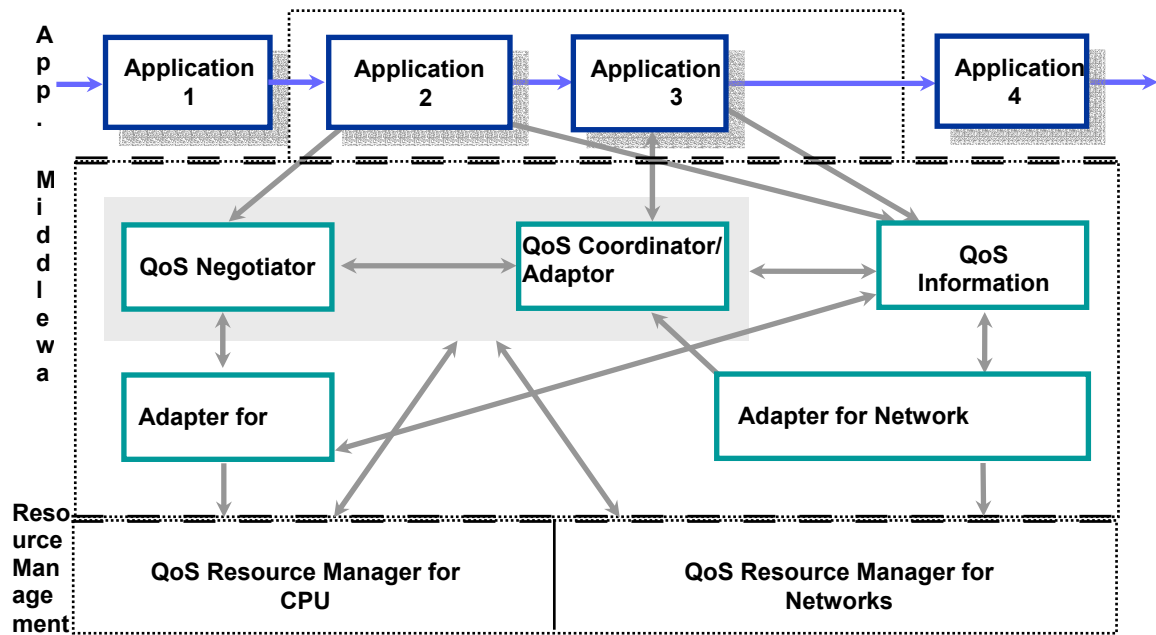 A
p
p
.
Application
1
Application
2
Application
3
Application
4
M
i
d
d
l
e
w
a
QoS Negotiator
QoS Coordinator/
Adaptor
QoS
Information
Adapter for
Adapter for Network
Reso
urce
Man
age
ment
QoS Resource Manager for
CPU
QoS Resource Manager for
Networks